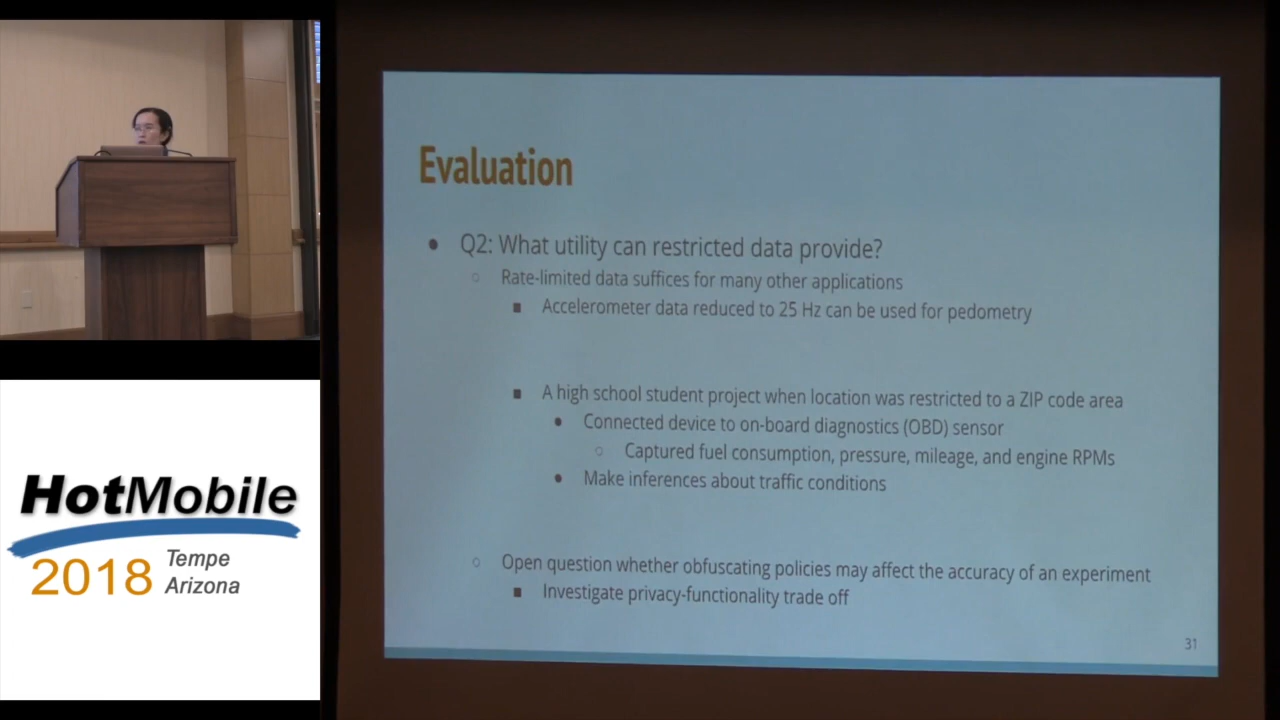 Evaluation
● Q2: What utility can restricted data provide?
○ Rate-limited data suffices for many other applications
■ Accelerometer data reduced to 25 Hz can be used for pedometry
■ A high school student project when location was restricted to a ZIP code area
● Connected device to on-board diagnostics (OBD) sensor
○ Captured fuel consumption, pressure, mileage, and engine RPMs
● Make inferences about traffic conditions
○ Open question whether obfuscating policies may affect the accuracy of an experiment
■ Investigate privacy-functionality trade off
31
HotMobile
2018 Tempe
Arizona